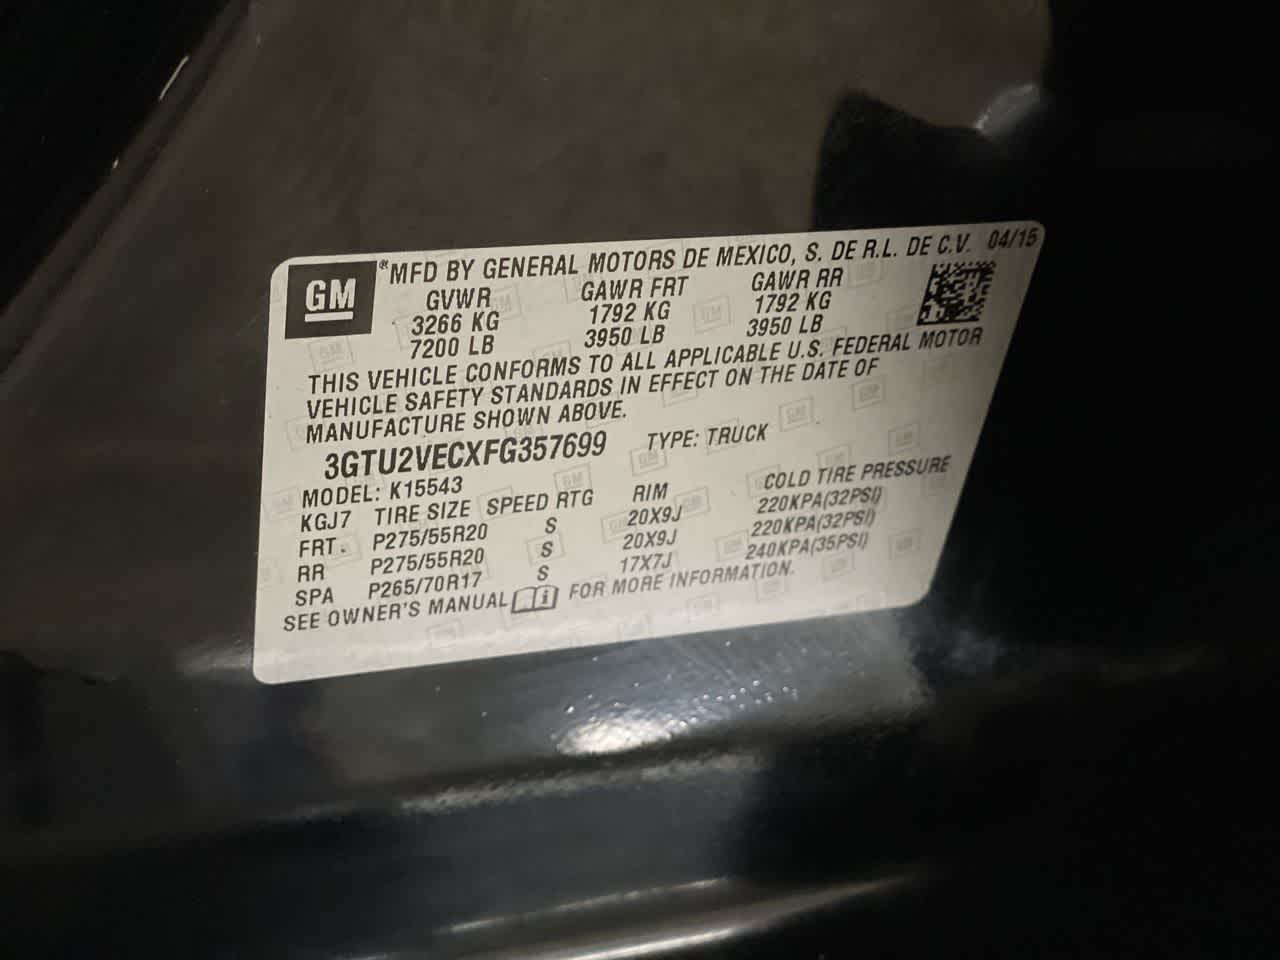 GM
®MFD BY GENERAL MOTORS DE MEXICO, S. DE R.L. DE C.V. 04/15
GVWR GAWR FRT GAWR RR
3266 KG 1792 KG 1792 KG
7200 LB 3950 LB 3950 LB
THIS VEHICLE CONFORMS TO ALL APPLICABLE U.S. FEDERAL MOTOR
VEHICLE SAFETY STANDARDS IN EFFECT ON THE DATE OF
MANUFACTURE SHOWN ABOVE.
3GTU2VECXFG357699 TYPE: TRUCK
MODEL: K15543
KGJ7 TIRE SIZE SPEED RTG RIM COLD TIRE PRESSURE
FRT. P275/55R20 S 20X9J 220KPA(32PSI)
RR P275/55R20 S 20X9J 220KPA(32PSI)
SPA P265/70R17 S 17X7J 240KPA(35PSI)
SEE OWNER'S MANUAL i FOR MORE INFORMATION.